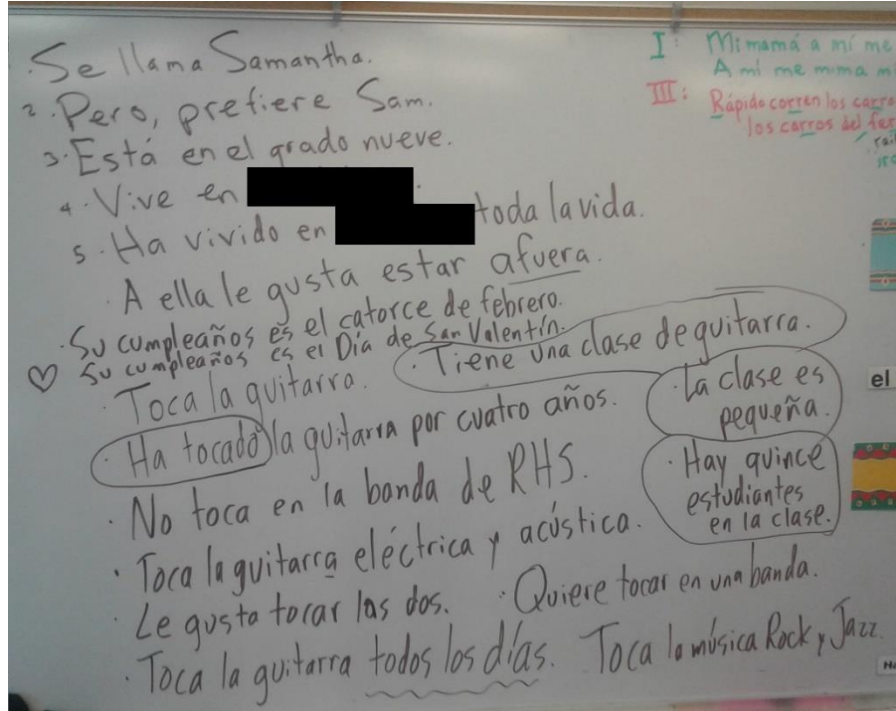 · Se llama Samantha.
2. Pero, prefiere Sam.
3. Está en el grado nueve.
4. Vive en
5. Ha vivido en toda la vida.
A ella le gusta estar afuera.
· Su cumpleaños es el catorce de febrero.
♡ Su cumpleaños es el Día de San Valentín.
· Tiene una clase de guitarra.
· Toca la guitarra.
· La clase es
pequeña.
· Ha tocado la guitarra por cuatro años.
· Hay quince
estudiantes
en la clase.
· No toca en la banda de RHS.
· Toca la guitarra eléctrica y acústica.
· Le gusta tocar las dos.
· Quiere tocar en una banda.
· Toca la guitarra todos los días. Toca la música Rock y Jazz.
I: Mi mamá a mí me
A mí me mima mi
III: Rápido corren los carro
los carros del fer
el